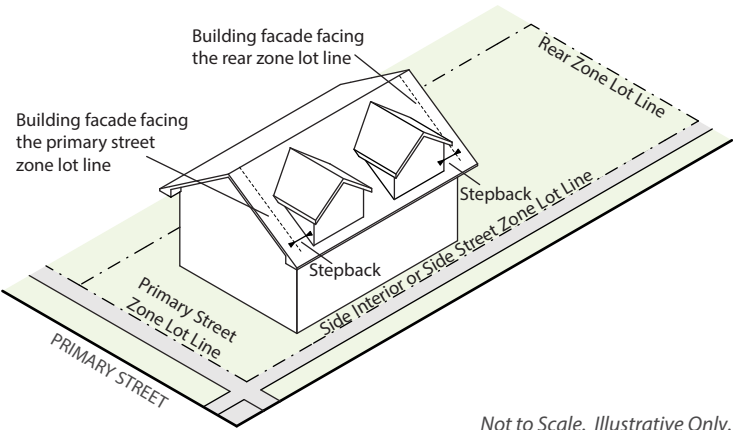 Building facade facing
the rear zone lot line
Rear Zone Lot Line
Building facade facing
the primary street
zone lot line
Stepback
Stepback
Side Interior or Side Street Zone Lot Line
Primary Street
Zone Lot Line
PRIMARY STREET
Not to Scale. Illustrative Only.